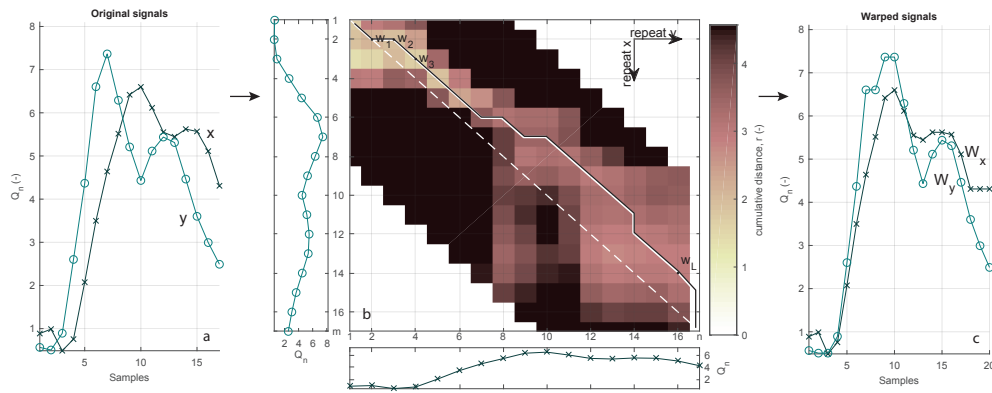 Original signals
8
7
6
5
4
3
2
1
Q_n (-)
5
10
15
Samples
x
y
a
1
2
4
6
8
10
12
14
m
2 4 6 8
Q_n
w_1
w_2
w_3
w_L
repeat y
repeat x
b
1 2 4 6 8 10 12 14 16 n
4
3
2
1
0
cumulative distance, r (-)
6
4
2
Q_n
Warped signals
8
7
6
5
4
3
2
1
Q_n (-)
5
10
15
20
Samples
W_x
W_y
c